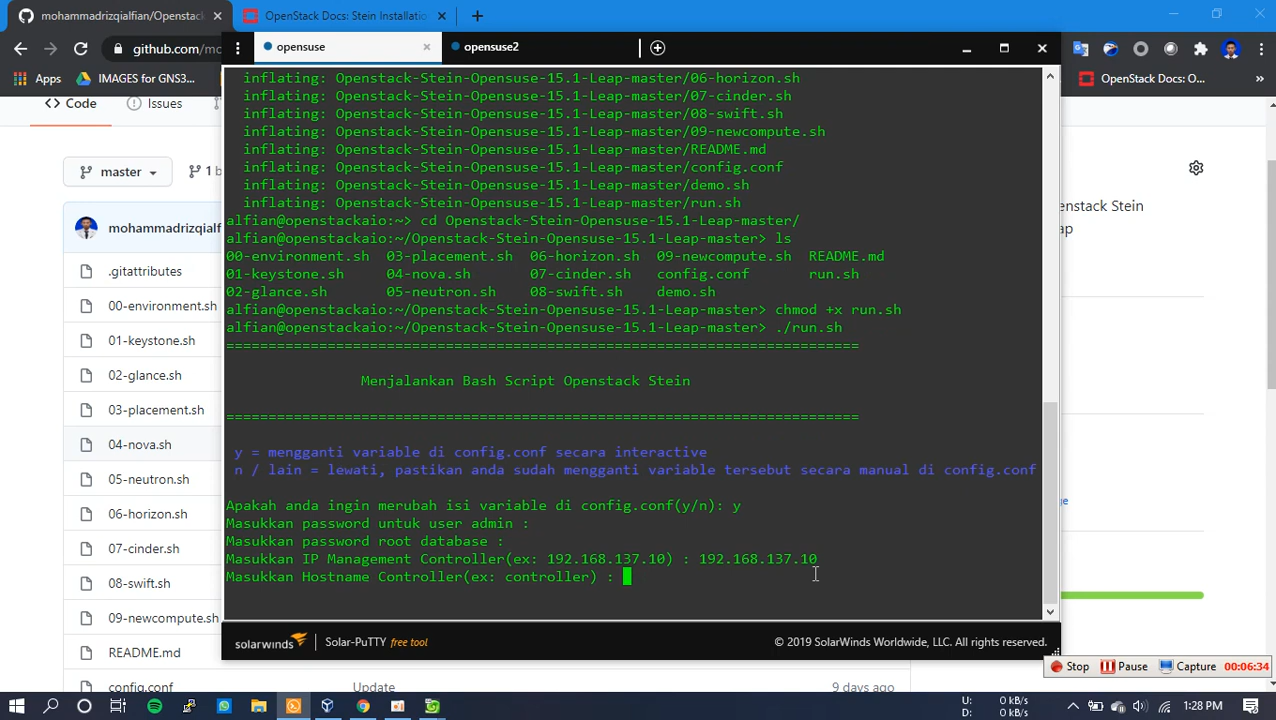 mohammadrizqialfian/Openstack
OpenStack Docs: Stein Installatio
github.com/mo
Apps
IMAGES for GNS3...
OpenStack Docs: O...
»
opensuse
opensuse2
Code
Issues
master
1 b
mohammadrizqialf
.gitattributes
00-environment.sh
01-keystone.sh
02-glance.sh
03-placement.sh
04-nova.sh
05-neutron.sh
06-horizon.sh
07-cinder.sh
08-swift.sh
09-newcompute.sh
README.md
config.conf
Update
9 days ago
penstack Stein
ap
ge
inflating: Openstack-Stein-Opensuse-15.1-Leap-master/06-horizon.sh
inflating: Openstack-Stein-Opensuse-15.1-Leap-master/07-cinder.sh
inflating: Openstack-Stein-Opensuse-15.1-Leap-master/08-swift.sh
inflating: Openstack-Stein-Opensuse-15.1-Leap-master/09-newcompute.sh
inflating: Openstack-Stein-Opensuse-15.1-Leap-master/README.md
inflating: Openstack-Stein-Opensuse-15.1-Leap-master/config.conf
inflating: Openstack-Stein-Opensuse-15.1-Leap-master/demo.sh
inflating: Openstack-Stein-Opensuse-15.1-Leap-master/run.sh
alfian@openstackaio:~> cd Openstack-Stein-Opensuse-15.1-Leap-master/
alfian@openstackaio:~/Openstack-Stein-Opensuse-15.1-Leap-master> ls
00-environment.sh 03-placement.sh 06-horizon.sh 09-newcompute.sh README.md
01-keystone.sh 04-nova.sh 07-cinder.sh config.conf run.sh
02-glance.sh 05-neutron.sh 08-swift.sh demo.sh
alfian@openstackaio:~/Openstack-Stein-Opensuse-15.1-Leap-master> chmod +x run.sh
alfian@openstackaio:~/Openstack-Stein-Opensuse-15.1-Leap-master> ./run.sh
===========================================================================
Menjalankan Bash Script Openstack Stein
===========================================================================
y = mengganti variable di config.conf secara interactive
n / lain = lewati, pastikan anda sudah mengganti variable tersebut secara manual di config.conf
Apakah anda ingin merubah isi variable di config.conf(y/n): y
Masukkan password untuk user admin :
Masukkan password root database :
Masukkan IP Management Controller(ex: 192.168.137.10) : 192.168.137.10
Masukkan Hostname Controller(ex: controller) :
solarwinds
Solar-PuTTY free tool
© 2019 SolarWinds Worldwide, LLC. All rights reserved.
Stop
Pause
Capture
00:06:34
U: 0 kB/s
D: 0 kB/s
1:28 PM